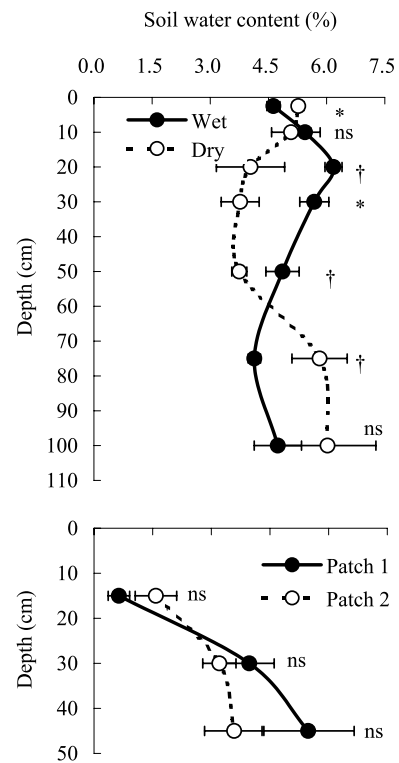 Soil water content (%)
0.0 1.5 3.0 4.5 6.0 7.5
0
10
20
30
40
50
60
70
80
90
100
110
Depth (cm)
Wet
Dry
*
ns
†
*
†
†
ns
0
10
20
30
40
50
Depth (cm)
Patch 1
Patch 2
ns
ns
ns